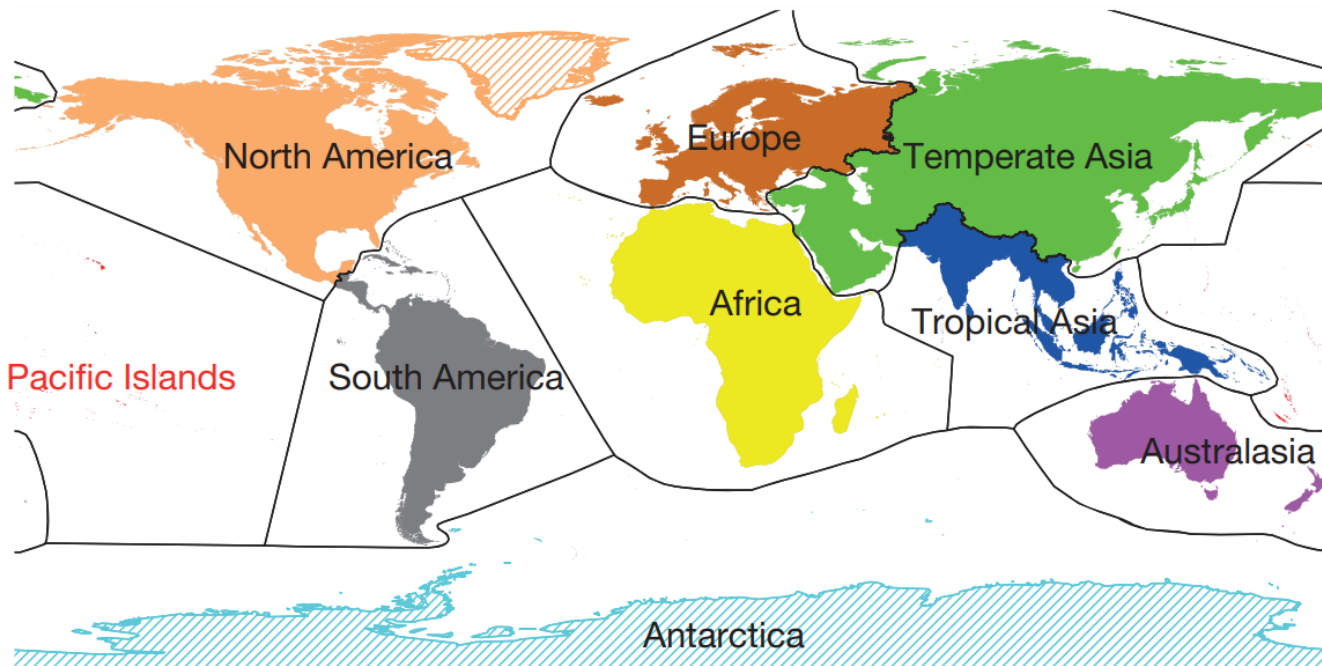 Europe
North America
Temperate Asia
Africa
Tropical Asia
Pacific Islands
South America
Australasia
Antarctica